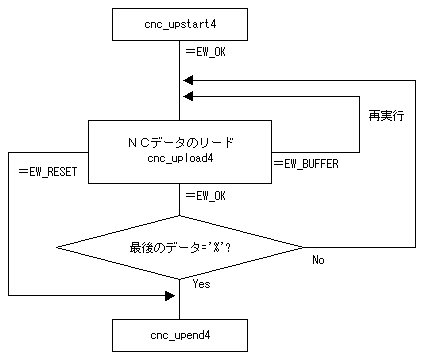 cnc_upstart4
＝EW_OK
再実行
ＮＣデータのリード
cnc_upload4
＝EW_BUFFER
＝EW_RESET
＝EW_OK
最後のデータ='%'?
No
Yes
cnc_upend4